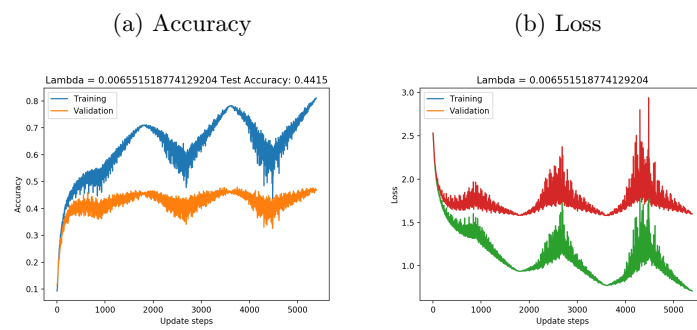 (a) Accuracy
(b) Loss
Lambda = 0.006551518774129204 Test Accuracy: 0.4415
Training
Validation
0.8
0.7
0.6
0.5
0.4
0.3
0.2
0.1
Accuracy
0
1000
2000
3000
4000
5000
Update steps
Lambda = 0.006551518774129204
Training
Validation
3.0
2.5
2.0
1.5
1.0
Loss
0
1000
2000
3000
4000
5000
Update steps